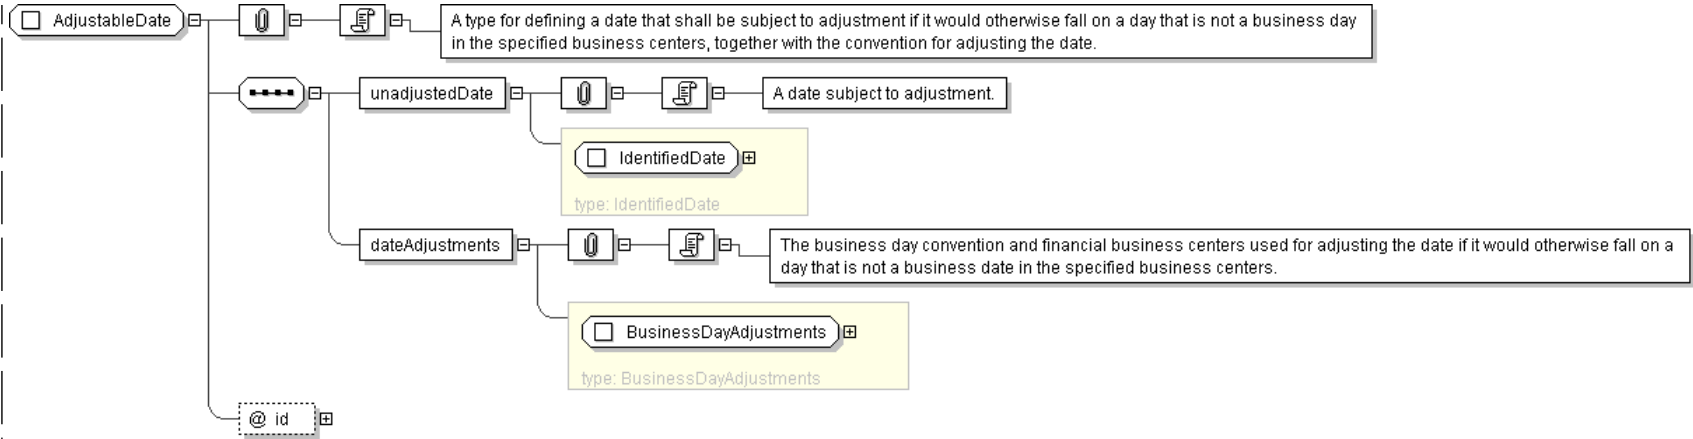 AdjustableDate
A type for defining a date that shall be subject to adjustment if it would otherwise fall on a day that is not a business day
in the specified business centers, together with the convention for adjusting the date.
unadjustedDate
A date subject to adjustment.
IdentifiedDate
type: IdentifiedDate
dateAdjustments
The business day convention and financial business centers used for adjusting the date if it would otherwise fall on a
day that is not a business date in the specified business centers.
BusinessDayAdjustments
type: BusinessDayAdjustments
@ id